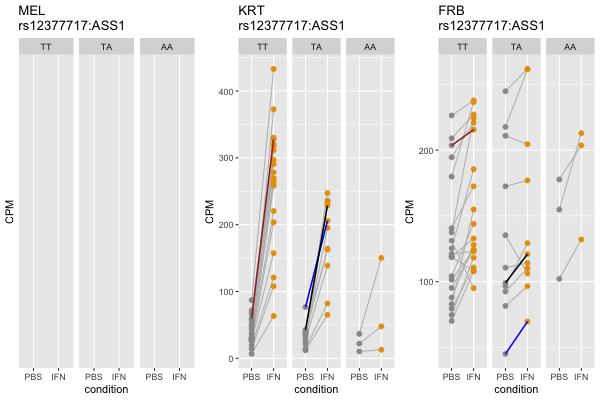 MEL
rs12377717:ASS1
TT TA AA
CPM
PBS IFN PBS IFN PBS IFN
condition
KRT
rs12377717:ASS1
TT TA AA
CPM
400
300
200
100
0
PBS IFN PBS IFN PBS IFN
condition
FRB
rs12377717:ASS1
TT TA AA
CPM
200
100
PBS IFN PBS IFN PBS IFN
condition